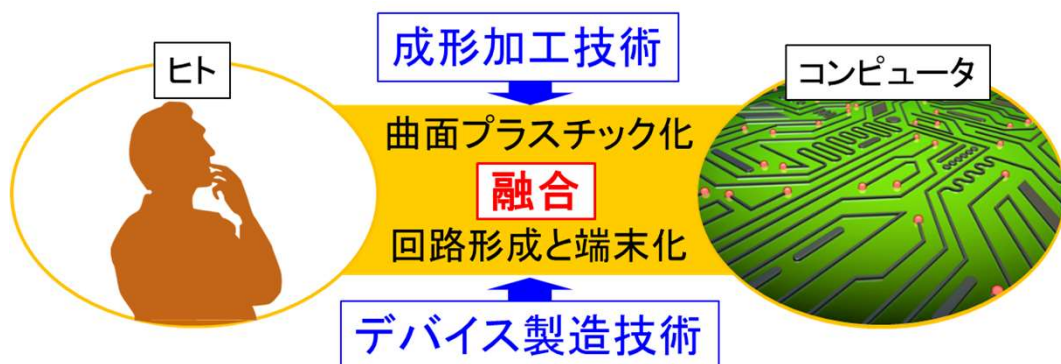 成形加工技術
ヒト
コンピュータ
曲面プラスチック化
融合
回路形成と端末化
デバイス製造技術